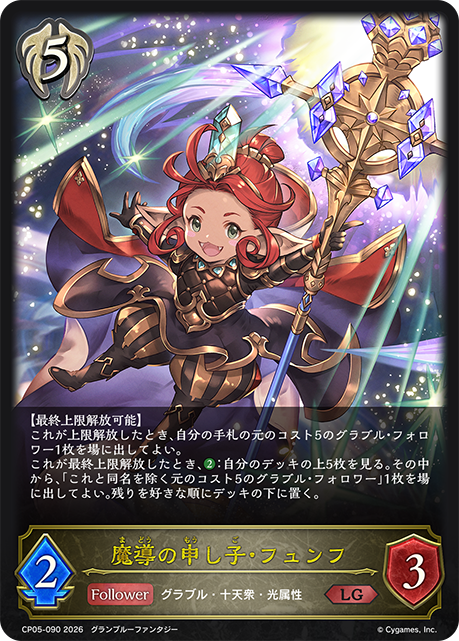 5
【最終上限解放可能】
これが上限解放したとき、自分の手札の元のコスト5のグラブル・フォロ
ワー1枚を場に出してよい。
これが最終上限解放したとき、2:自分のデッキの上5枚を見る。その中
から、「これと同名を除く元のコスト5のグラブル・フォロワー」1枚を場
に出してよい。残りを好きな順にデッキの下に置く。
まどう もう ご
魔導の申し子・フュンフ
2
Follower グラブル・十天衆・光属性 LG
3
CP05-090 2026 グランブルーファンタジー © Cygames, Inc.